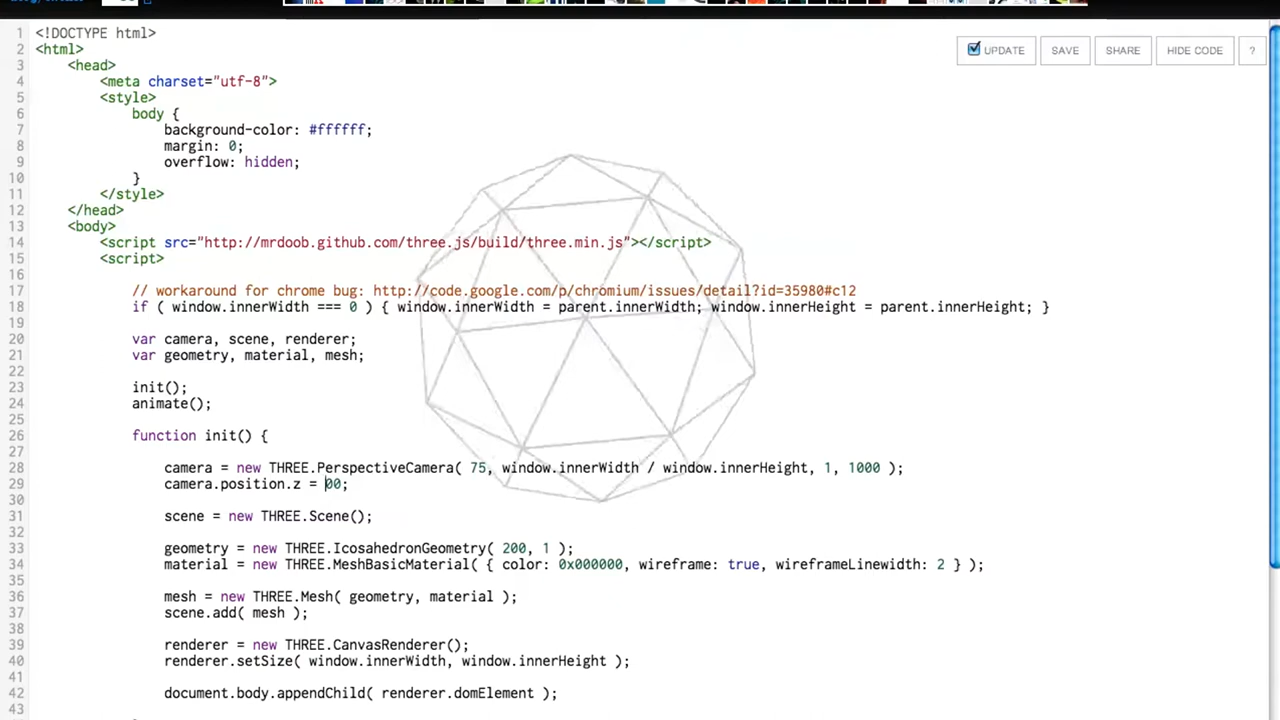 UPDATE SAVE SHARE HIDE CODE ?
1 <!DOCTYPE html>
2 <html>
3 <head>
4 <meta charset="utf-8">
5 <style>
6 body {
7 background-color: #ffffff;
8 margin: 0;
9 overflow: hidden;
10 }
11 </style>
12 </head>
13 <body>
14 <script src="http://mrdoob.github.com/three.js/build/three.min.js"></script>
15 <script>
16
17 // workaround for chrome bug: http://code.google.com/p/chromium/issues/detail?id=35980#c12
18 if ( window.innerWidth === 0 ) { window.innerWidth = parent.innerWidth; window.innerHeight = parent.innerHeight; }
19
20 var camera, scene, renderer;
21 var geometry, material, mesh;
22
23 init();
24 animate();
25
26 function init() {
27
28 camera = new THREE.PerspectiveCamera( 75, window.innerWidth / window.innerHeight, 1, 1000 );
29 camera.position.z = 00;
30
31 scene = new THREE.Scene();
32
33 geometry = new THREE.IcosahedronGeometry( 200, 1 );
34 material = new THREE.MeshBasicMaterial( { color: 0x000000, wireframe: true, wireframeLinewidth: 2 } );
35
36 mesh = new THREE.Mesh( geometry, material );
37 scene.add( mesh );
38
39 renderer = new THREE.CanvasRenderer();
40 renderer.setSize( window.innerWidth, window.innerHeight );
41
42 document.body.appendChild( renderer.domElement );
43